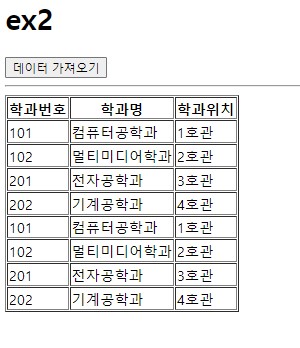 ex2
데이터 가져오기
학과번호 학과명 학과위치
101 컴퓨터공학과 1호관
102 멀티미디어학과 2호관
201 전자공학과 3호관
202 기계공학과 4호관
101 컴퓨터공학과 1호관
102 멀티미디어학과 2호관
201 전자공학과 3호관
202 기계공학과 4호관